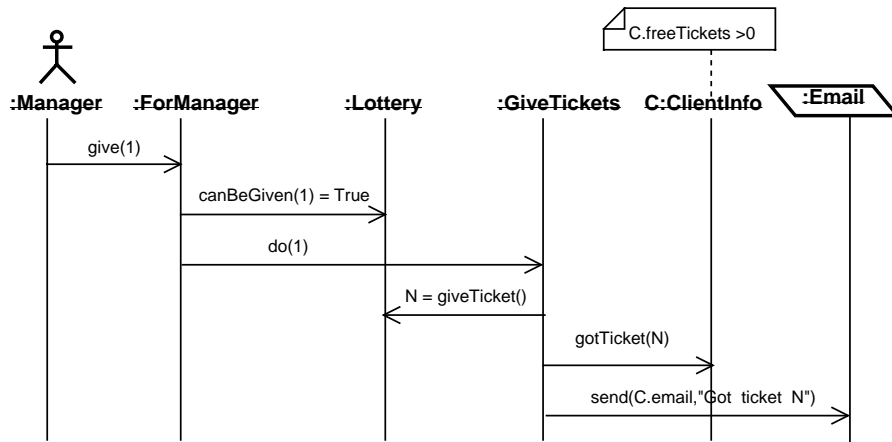 C.freeTickets >0
:Manager :ForManager :Lottery :GiveTickets C:ClientInfo :Email
give(1)
canBeGiven(1) = True
do(1)
N = giveTicket()
gotTicket(N)
send(C.email,"Got ticket N")